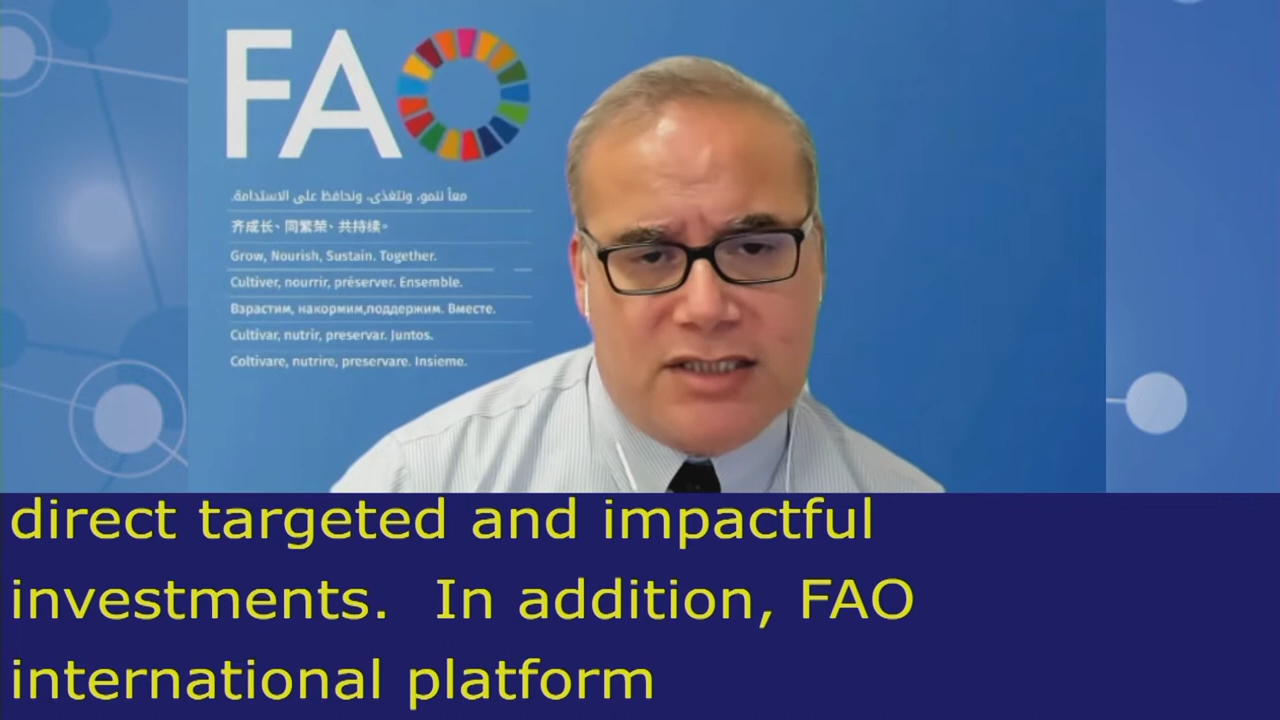 FAO
معاً ننمو، ونتغذى، ونحافظ على الاستدامة.
齐成长、同繁荣、共持续。
Grow, Nourish, Sustain. Together.
Cultiver, nourrir, préserver. Ensemble.
Взрастим, накормим,поддержим. Вместе.
Cultivar, nutrir, preservar. Juntos.
Coltivare, nutrire, preservare. Insieme.
direct targeted and impactful
investments.  In addition, FAO
international platform